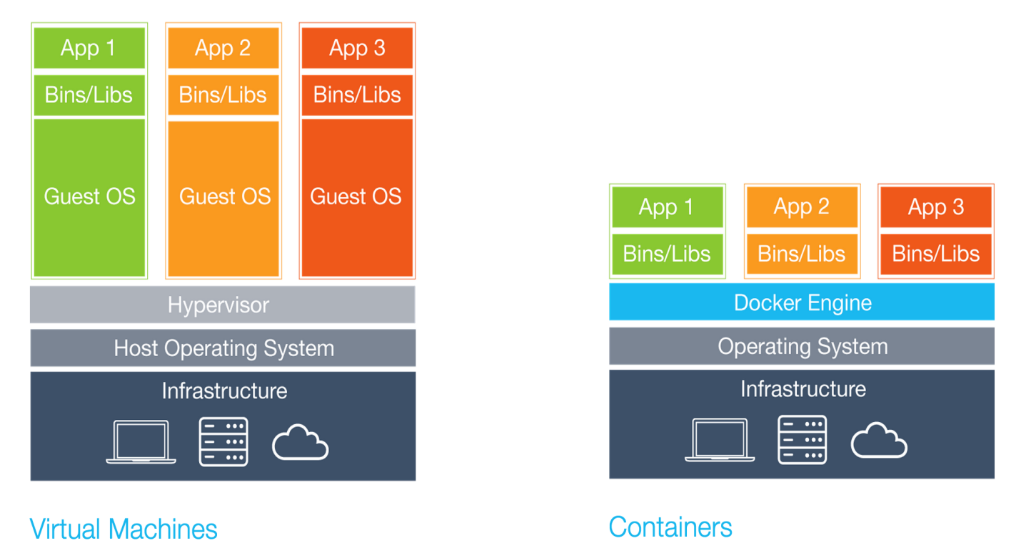 App 1
App 2
App 3
Bins/Libs
Bins/Libs
Bins/Libs
Guest OS
Guest OS
Guest OS
Hypervisor
Host Operating System
Infrastructure
Virtual Machines
App 1
App 2
App 3
Bins/Libs
Bins/Libs
Bins/Libs
Docker Engine
Operating System
Infrastructure
Containers